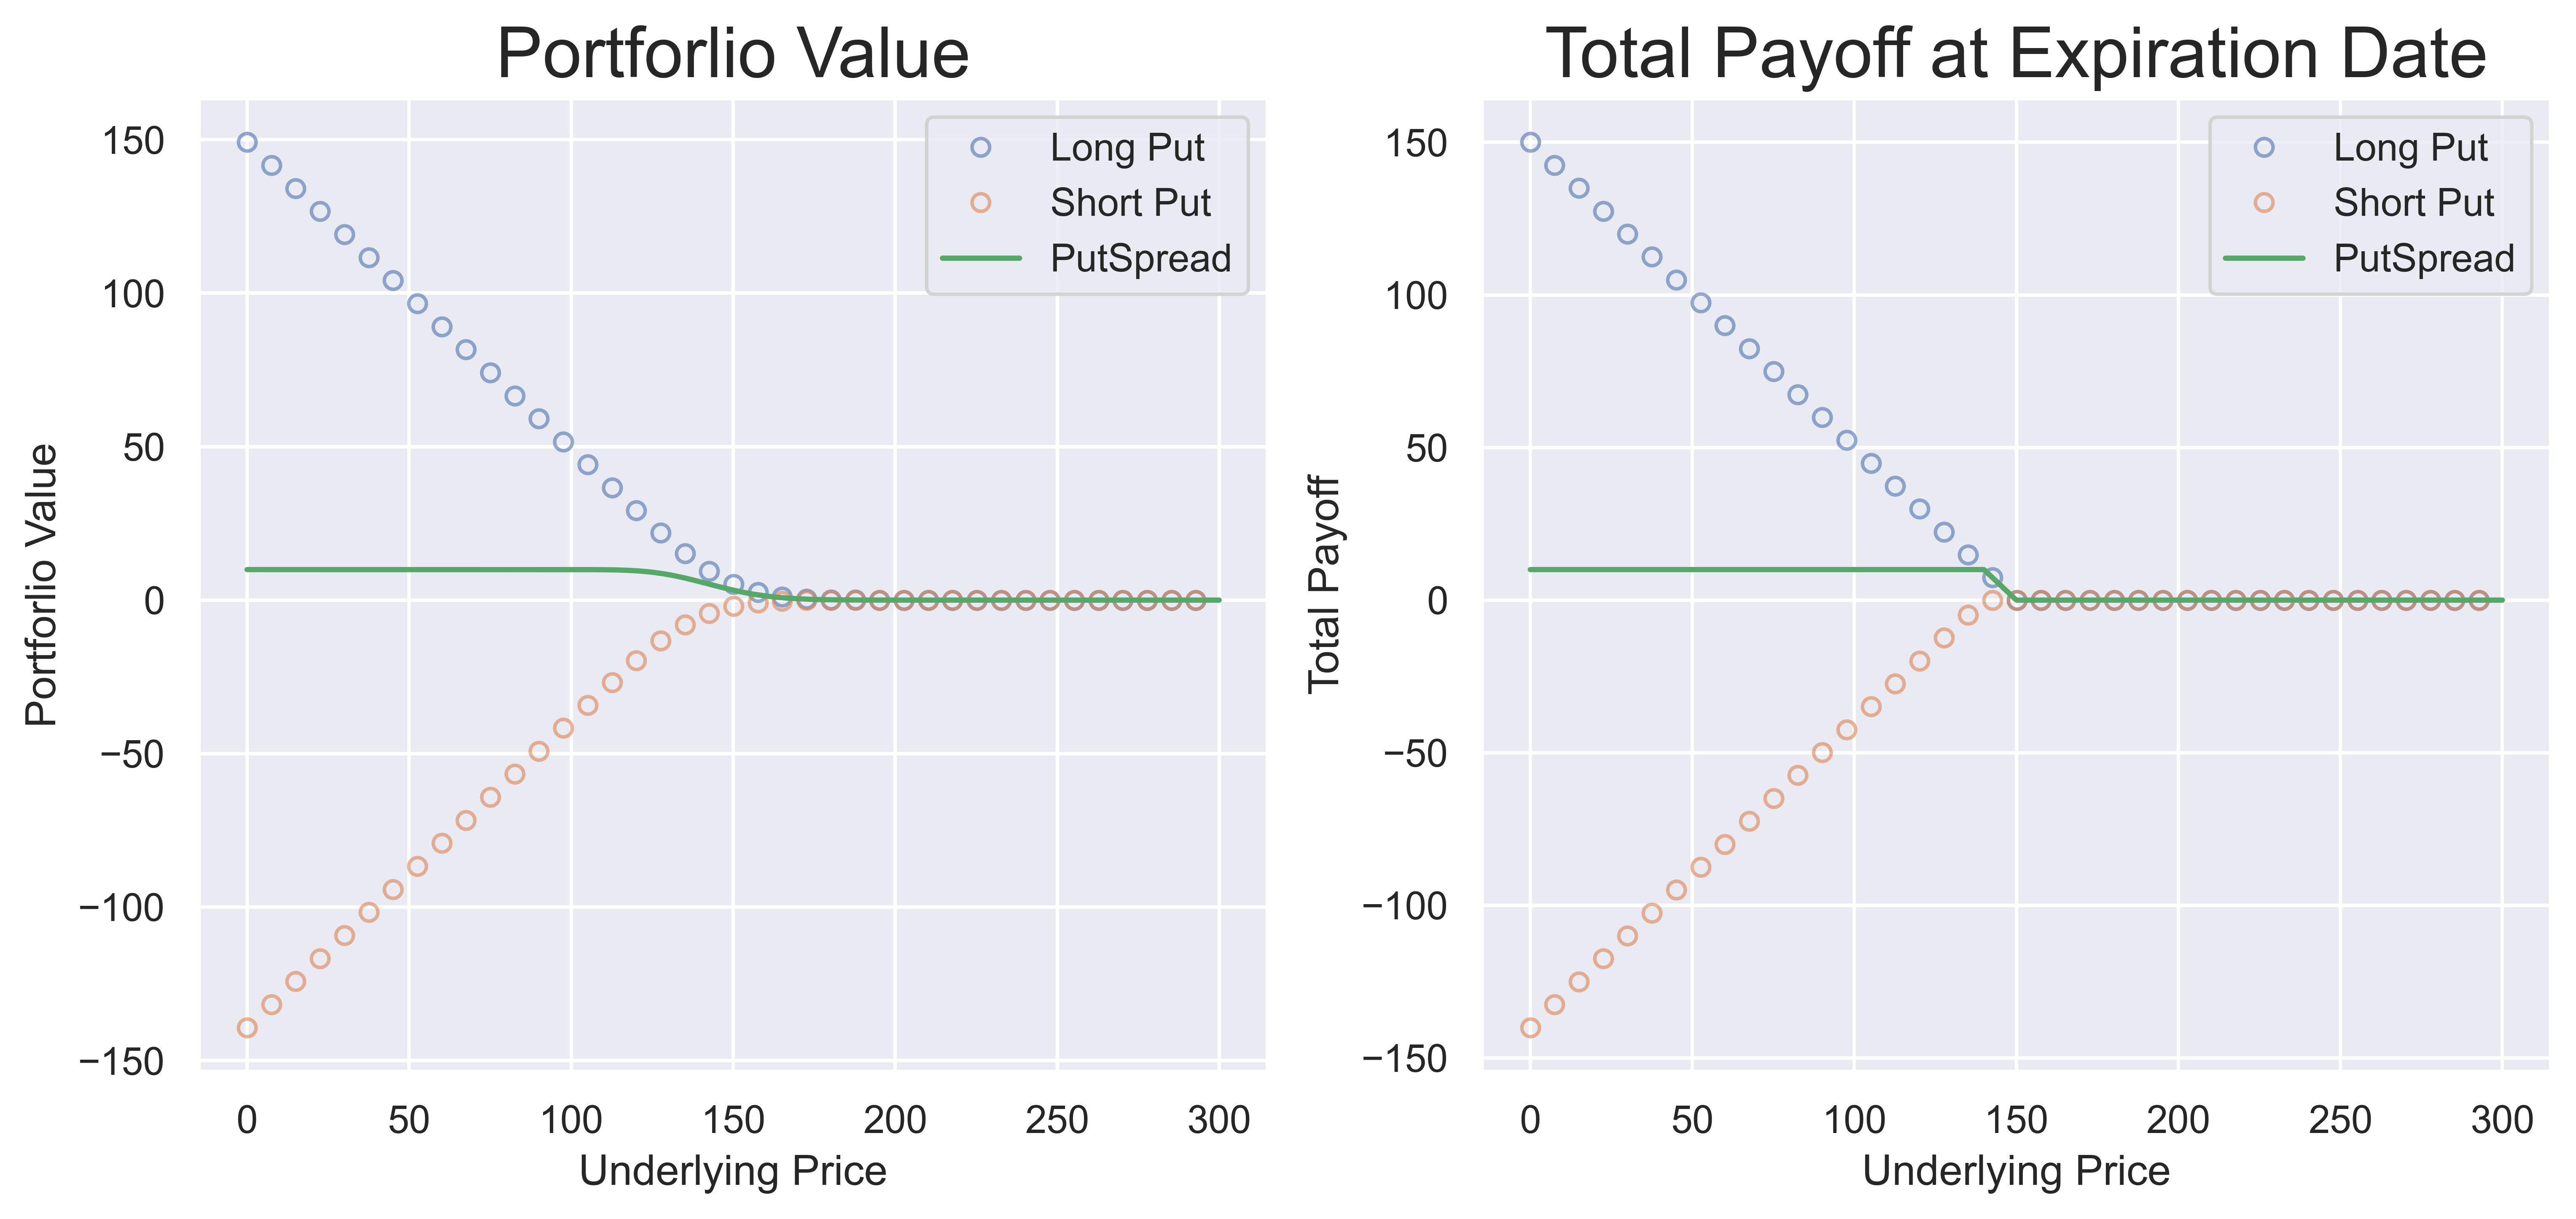 Portforlio Value
150
100
50
0
−50
−100
−150
0 50 100 150 200 250 300
Portforlio Value
Underlying Price
Long Put
Short Put
PutSpread
Total Payoff at Expiration Date
150
100
50
0
−50
−100
−150
0 50 100 150 200 250 300
Total Payoff
Underlying Price
Long Put
Short Put
PutSpread